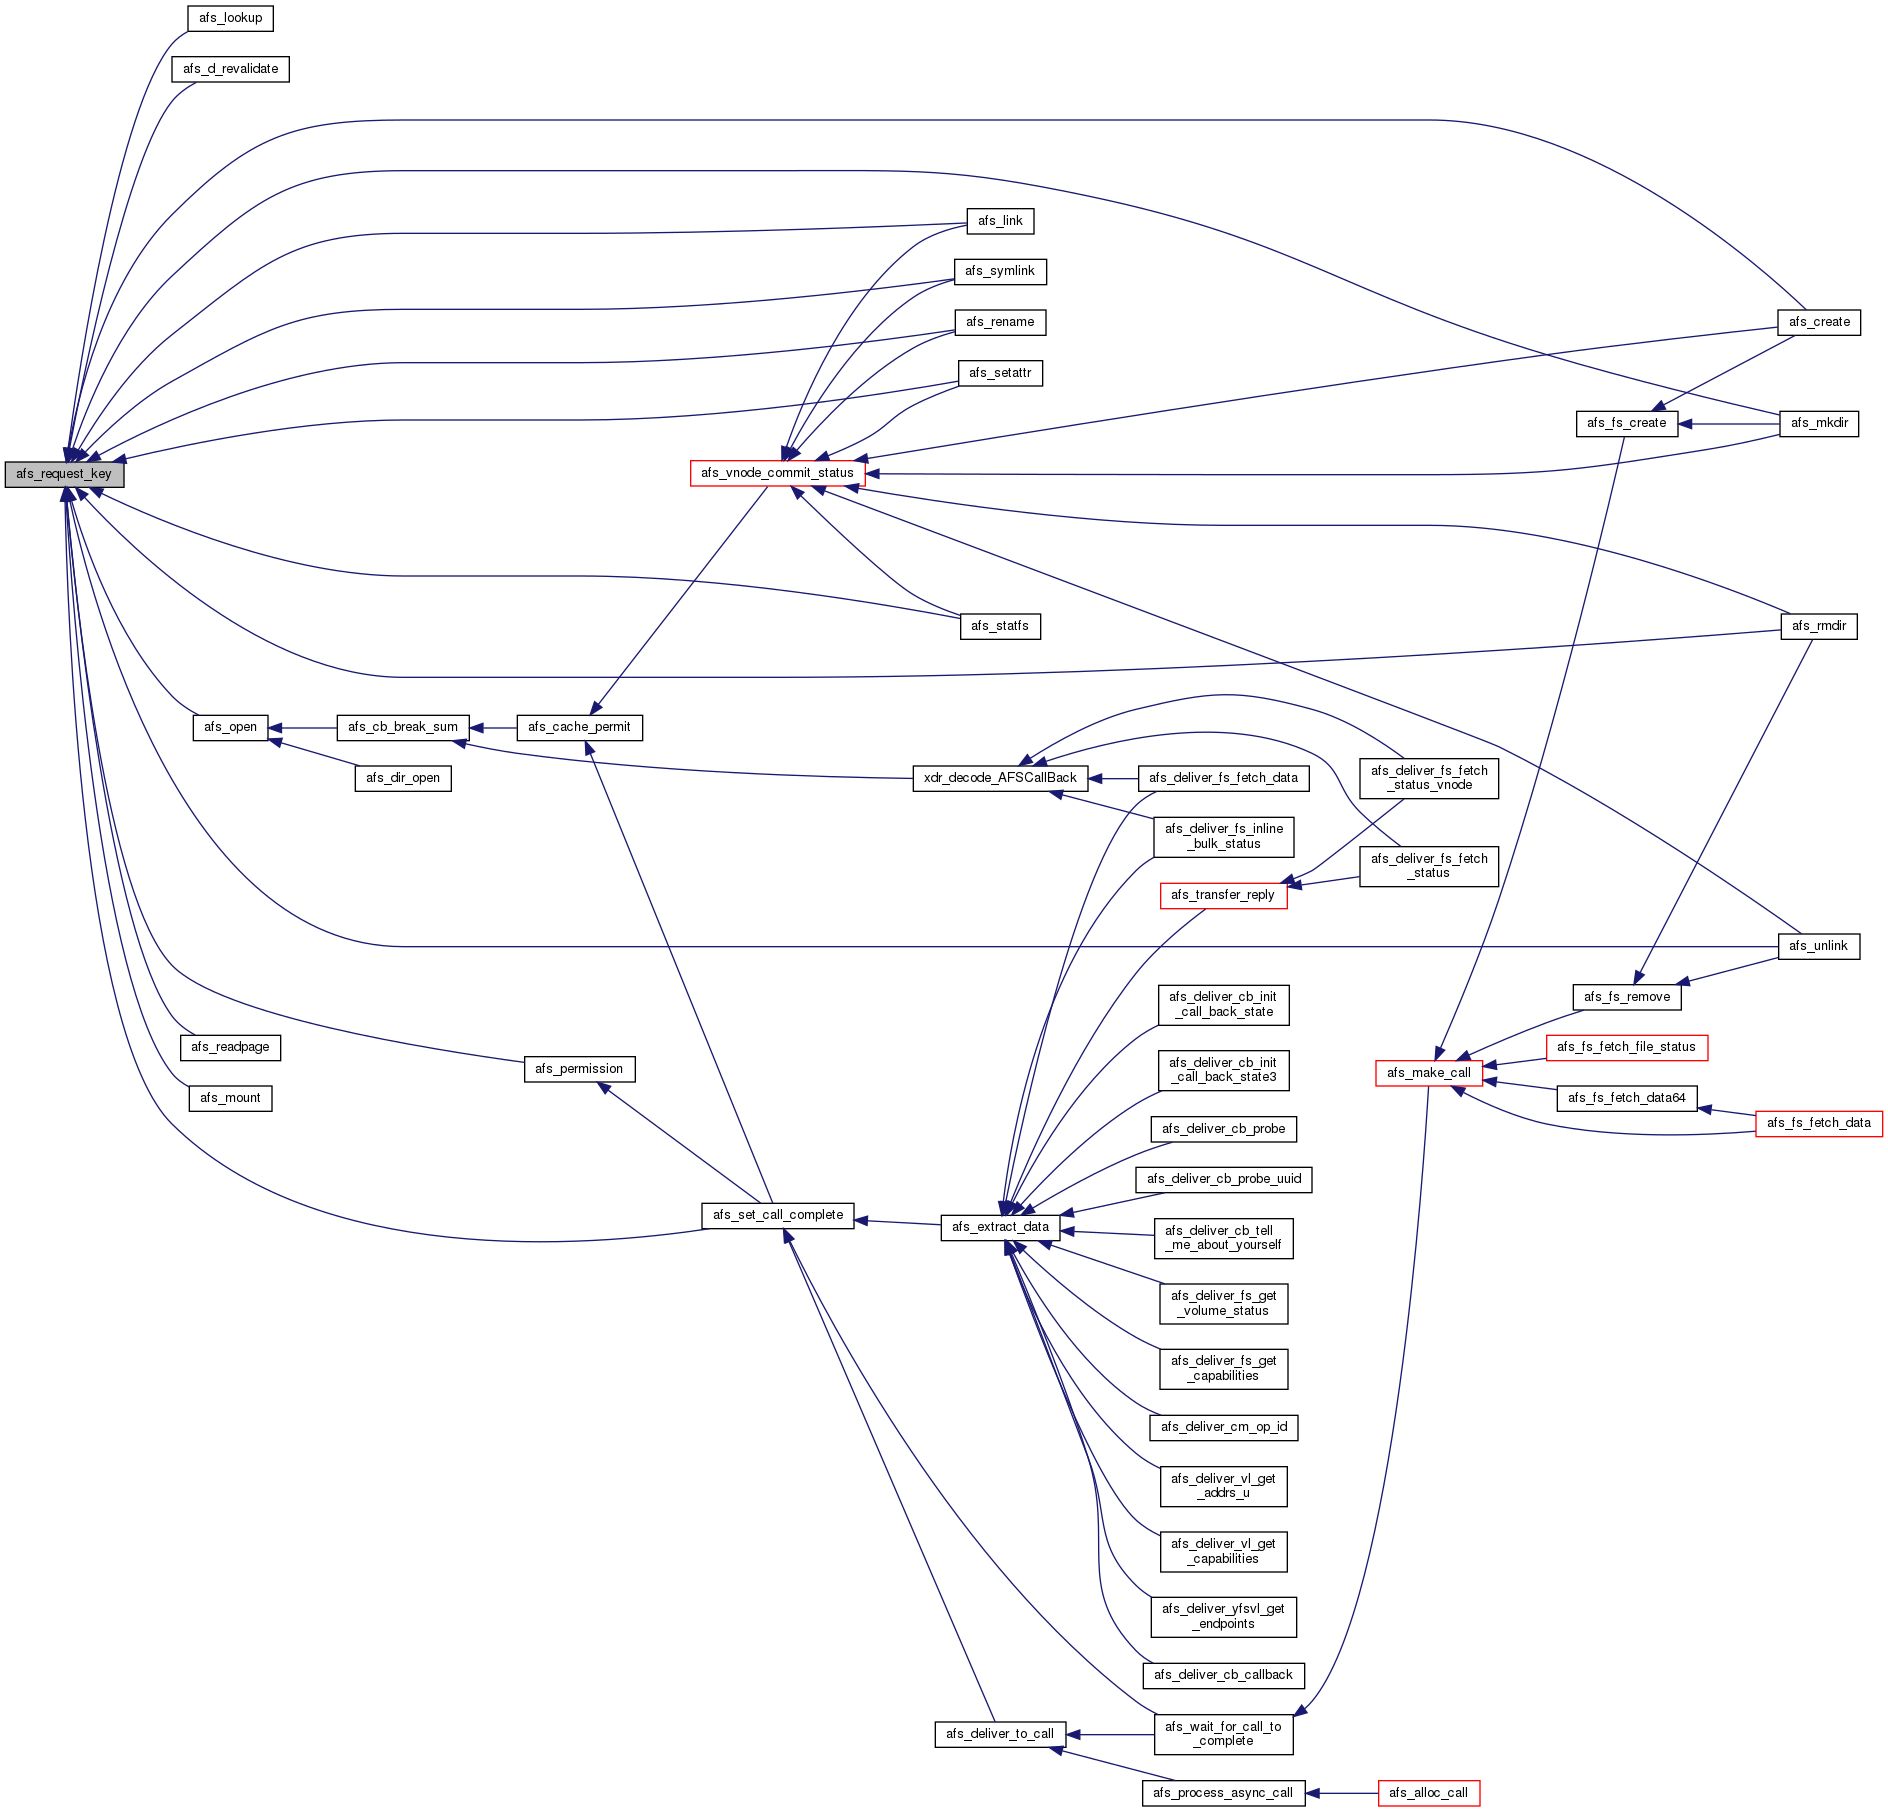 afs_lookup
afs_d_revalidate
afs_link
afs_symlink
afs_rename
afs_create
afs_setattr
afs_fs_create
afs_mkdir
afs_request_key
afs_vnode_commit_status
afs_statfs
afs_rmdir
afs_open
afs_cb_break_sum
afs_cache_permit
afs_dir_open
xdr_decode_AFSCallBack
afs_deliver_fs_fetch_data
afs_deliver_fs_fetch
_status_vnode
afs_deliver_fs_inline
_bulk_status
afs_deliver_fs_fetch
_status
afs_transfer_reply
afs_unlink
afs_deliver_cb_init
_call_back_state
afs_fs_remove
afs_readpage
afs_permission
afs_deliver_cb_init
_call_back_state3
afs_fs_fetch_file_status
afs_make_call
afs_mount
afs_fs_fetch_data64
afs_fs_fetch_data
afs_deliver_cb_probe
afs_deliver_cb_probe_uuid
afs_set_call_complete
afs_extract_data
afs_deliver_cb_tell
_me_about_yourself
afs_deliver_fs_get
_volume_status
afs_deliver_fs_get
_capabilities
afs_deliver_cm_op_id
afs_deliver_vl_get
_addrs_u
afs_deliver_vl_get
_capabilities
afs_deliver_yfsvl_get
_endpoints
afs_deliver_cb_callback
afs_deliver_to_call
afs_wait_for_call_to
_complete
afs_process_async_call
afs_alloc_call